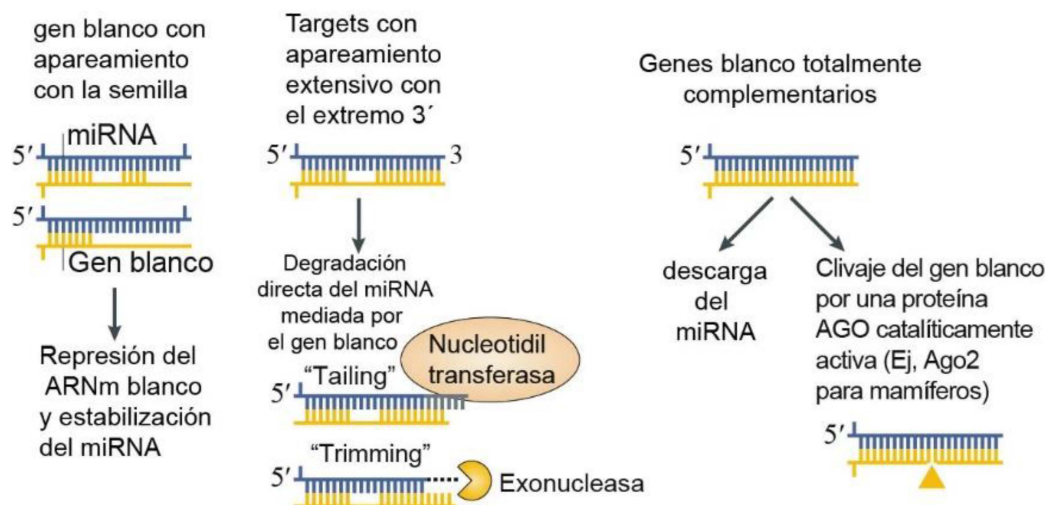 gen blanco con
apareamiento
con la semilla
miRNA
5′
5′
Gen blanco
Represión del
ARNm blanco
y estabilización
del miRNA
Targets con
apareamiento
extensivo con
el extremo 3´
5′
3
Degradación
directa del miRNA
mediada por
el gen blanco
Nucleotidil
transferasa
“Tailing”
5′
“Trimming”
5′
Exonucleasa
Genes blanco totalmente
complementarios
5′
descarga
del
miRNA
Clivaje del gen blanco
por una proteína
AGO catalíticamente
activa (Ej, Ago2
para mamíferos)
5′